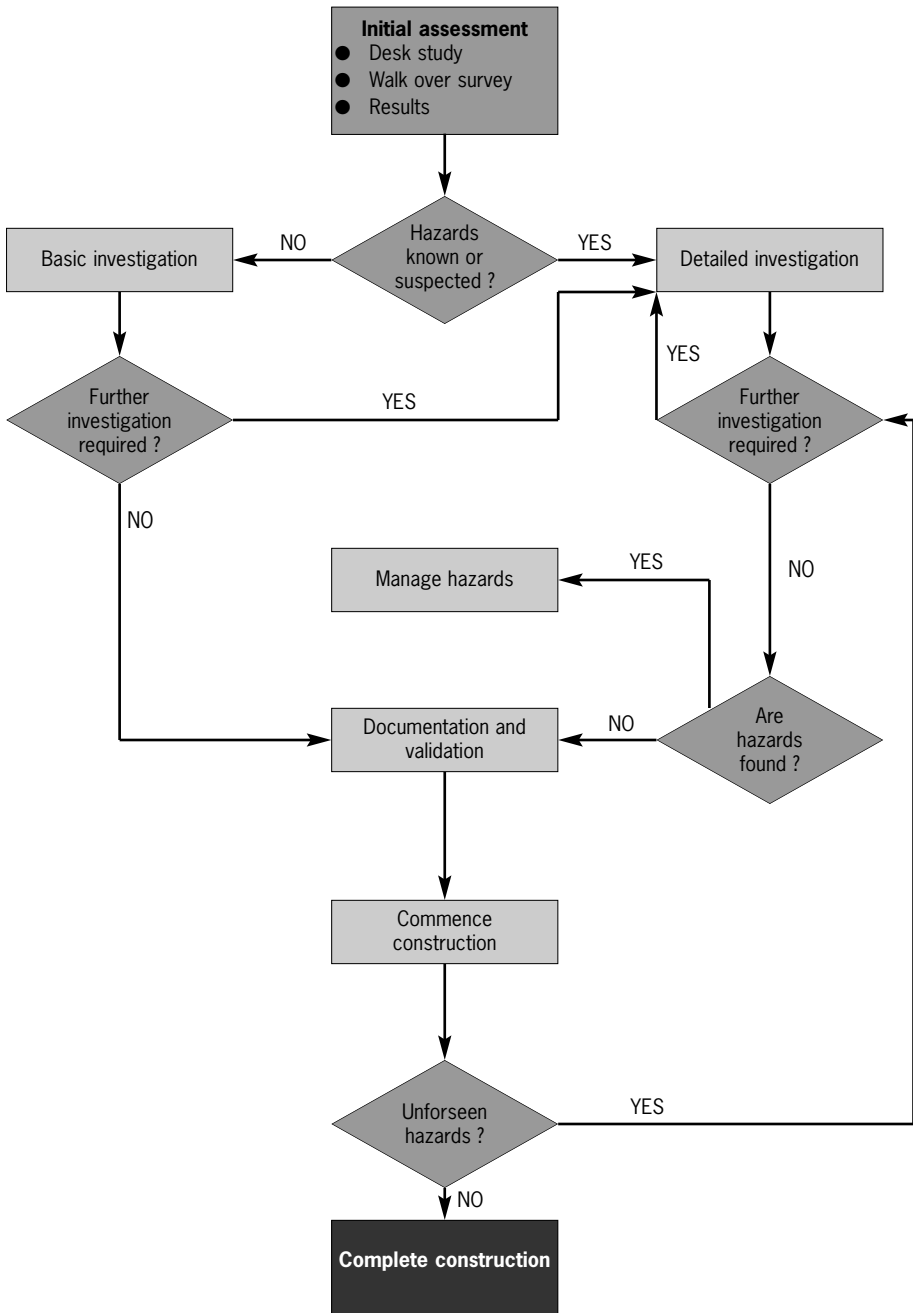 Initial assessment
● Desk study
● Walk over survey
● Results
Hazards
known or
suspected ?
NO
YES
Basic investigation
Detailed investigation
Further
investigation
required ?
YES
NO
YES
Further
investigation
required ?
NO
Manage hazards
YES
Are
hazards
found ?
NO
Documentation and
validation
Commence
construction
Unforseen
hazards ?
YES
NO
Complete construction